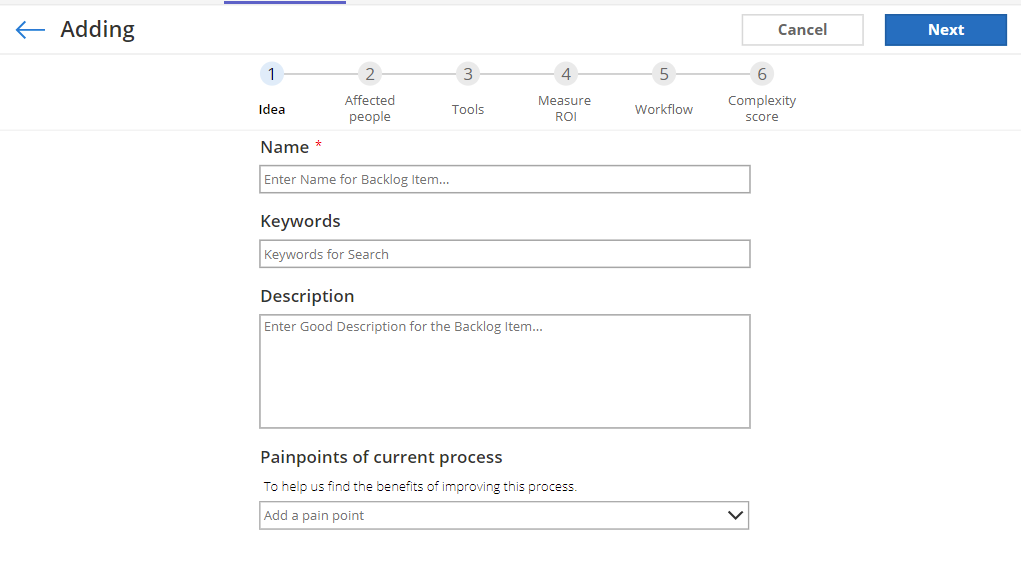 Adding
Cancel
Next
1
2
3
4
5
6
Idea
Affected
people
Tools
Measure
ROI
Workflow
Complexity
score
Name *
Enter Name for Backlog Item...
Keywords
Keywords for Search
Description
Enter Good Description for the Backlog Item...
Painpoints of current process
To help us find the benefits of improving this process.
Add a pain point